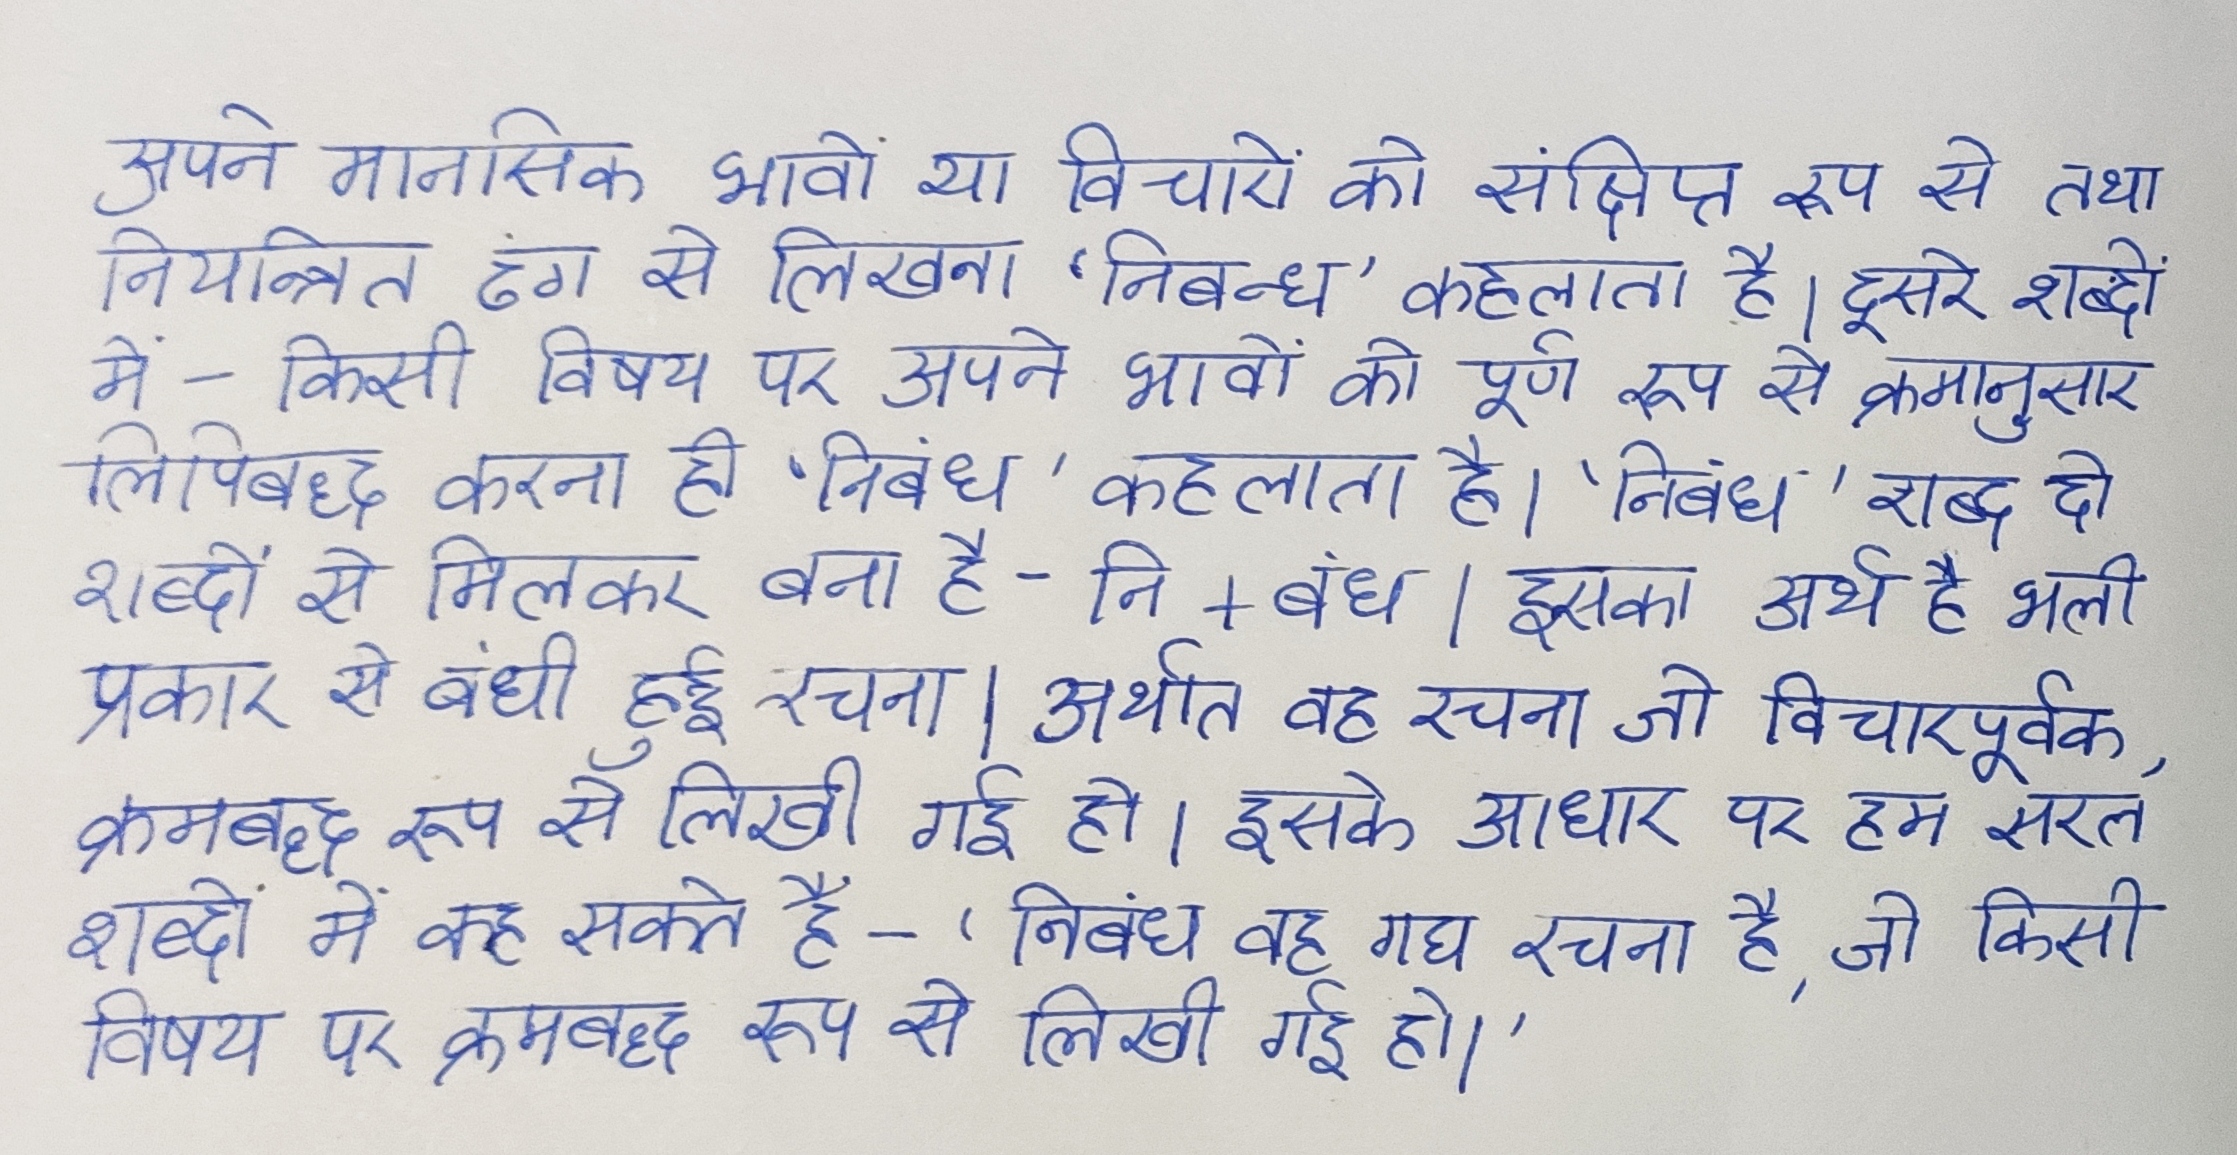 अपने मानसिक भावों या विचारों को संक्षिप्त रूप से तथा
नियन्त्रित ढंग से लिखना 'निबन्ध' कहलाता है। दूसरे शब्दों
में - किसी विषय पर अपने भावों को पूर्ण रूप से क्रमानुसार
लिपिबद्ध करना ही 'निबंध' कहलाता है। 'निबंध' शब्द दो
शब्दों से मिलकर बना है - नि + बंध। इसका अर्थ है भली
प्रकार से बंधी हुई रचना। अर्थात वह रचना जो विचारपूर्वक,
क्रमबद्ध रूप से लिखी गई हो। इसके आधार पर हम सरल
शब्दों में कह सकते हैं - 'निबंध वह गद्य रचना है, जो किसी
विषय पर क्रमबद्ध रूप से लिखी गई हो।'